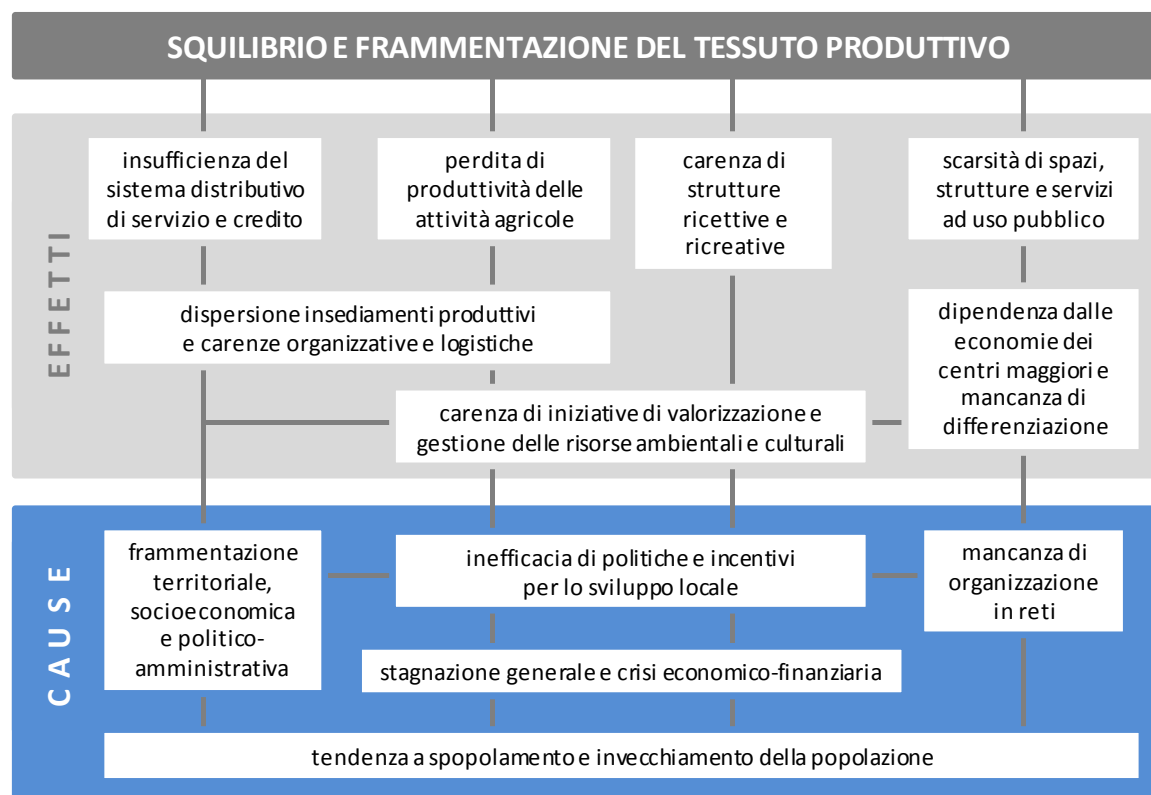 SQUILIBRIO E FRAMMENTAZIONE DEL TESSUTO PRODUTTIVO
EFFETTI
insufficienza del
sistema distributivo
di servizio e credito
perdita di
produttività delle
attività agricole
carenza di
strutture
ricettive e
ricreative
scarsità di spazi,
strutture e servizi
ad uso pubblico
dispersione insediamenti produttivi
e carenze organizzative e logistiche
dipendenza dalle
economie dei
centri maggiori e
mancanza di
differenziazione
carenza di iniziative di valorizzazione e
gestione delle risorse ambientali e culturali
CAUSE
frammentazione
territoriale,
socioeconomica
e politico-
amministrativa
inefficacia di politiche e incentivi
per lo sviluppo locale
mancanza di
organizzazione
in reti
stagnazione generale e crisi economico-finanziaria
tendenza a spopolamento e invecchiamento della popolazione